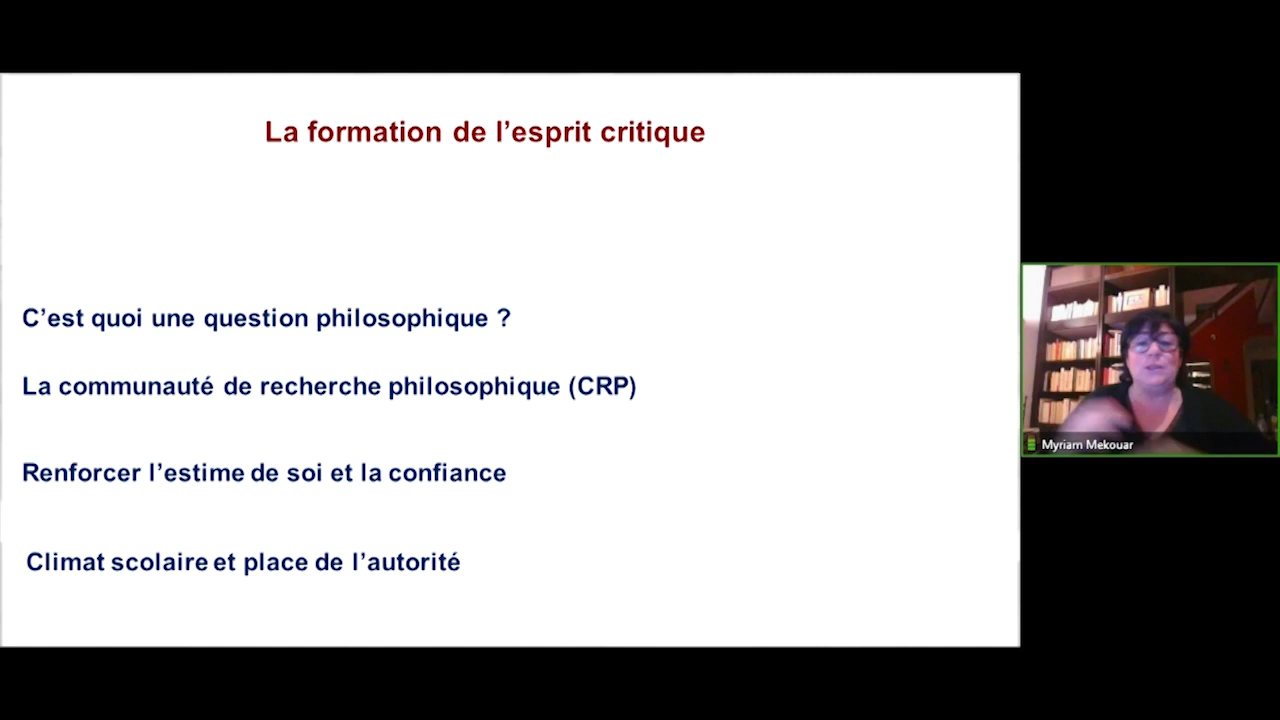 La formation de l’esprit critique
C’est quoi une question philosophique ?
La communauté de recherche philosophique (CRP)
Renforcer l’estime de soi et la confiance
Climat scolaire et place de l’autorité
Myriam Mekouar